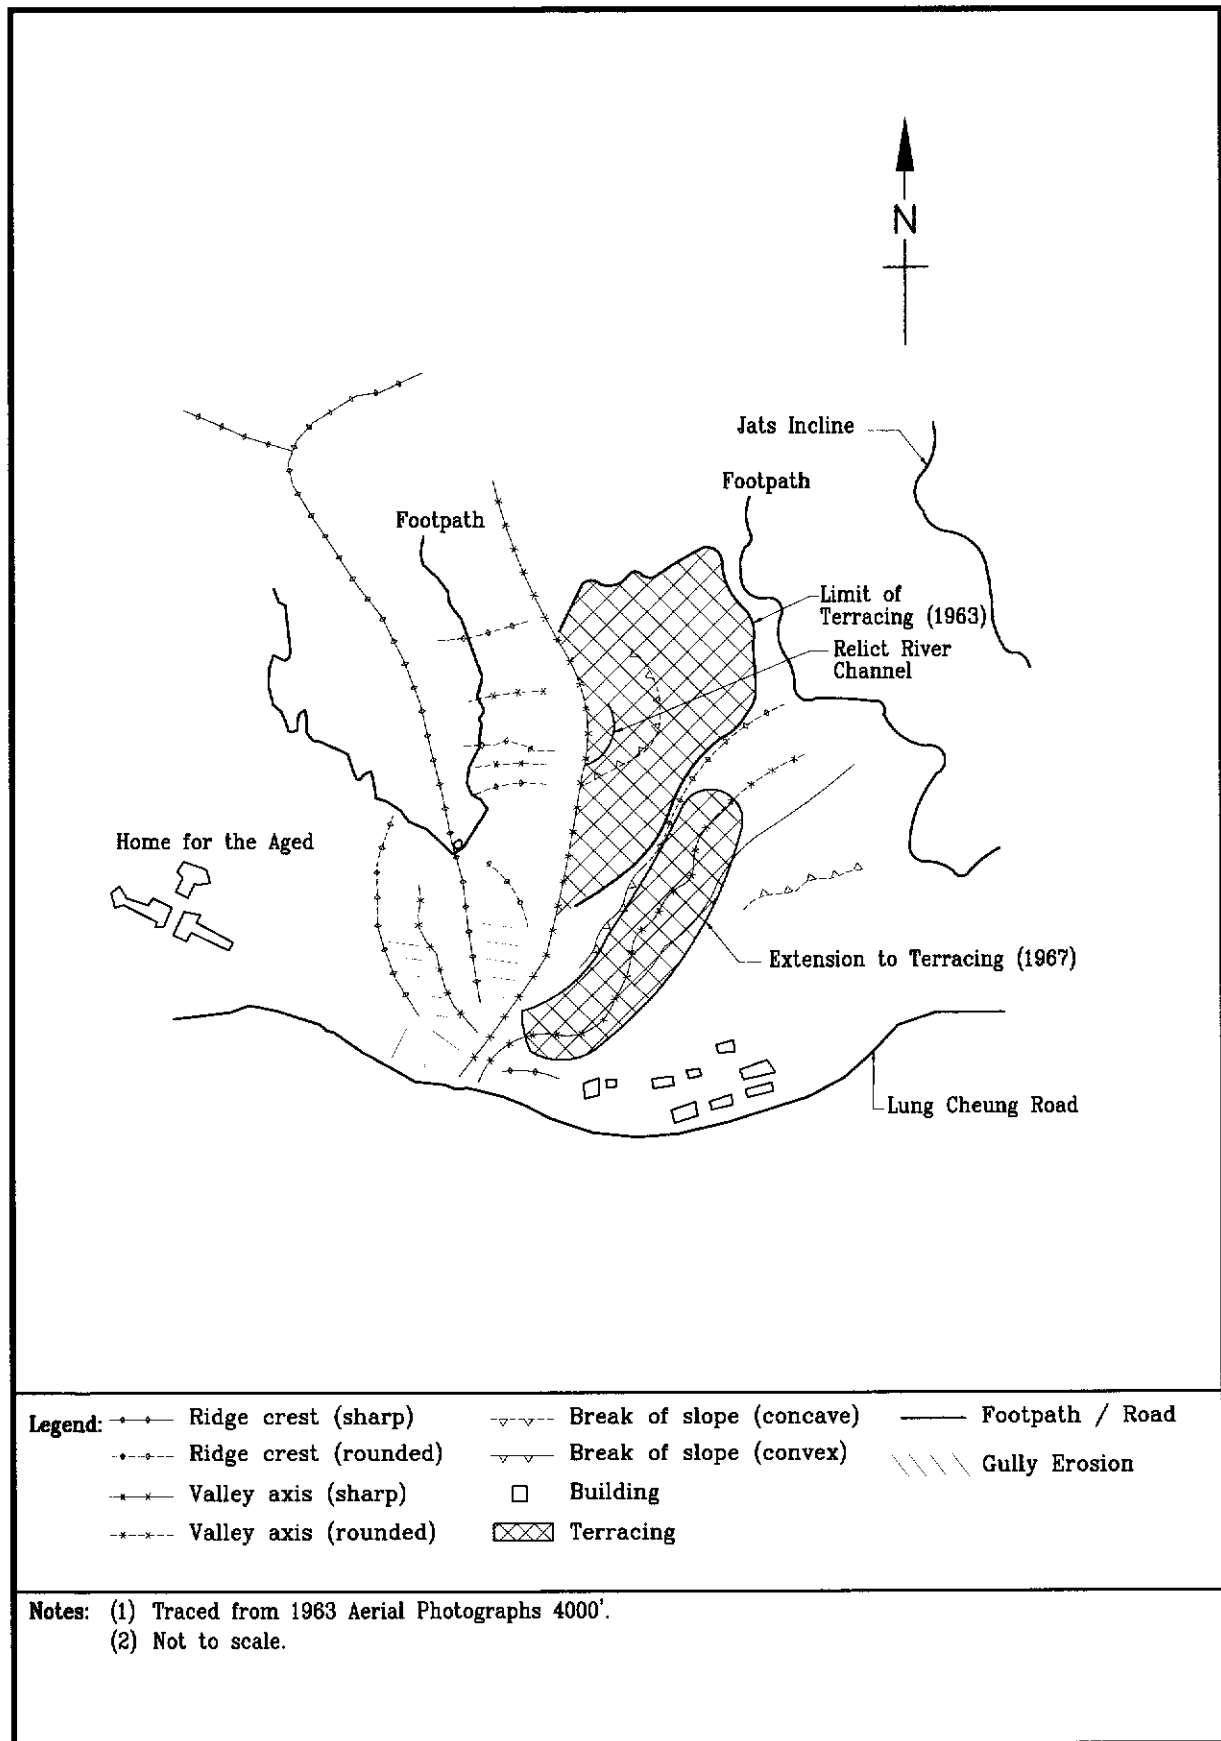 N
Jats Incline
Footpath
Footpath
Limit of
Terracing (1963)
Relict River
Channel
Home for the Aged
Extension to Terracing (1967)
Lung Cheung Road
Legend:
Ridge crest (sharp)
Ridge crest (rounded)
Valley axis (sharp)
Valley axis (rounded)
Break of slope (concave)
Break of slope (convex)
Building
Terracing
Footpath / Road
Gully Erosion
Notes: (1) Traced from 1963 Aerial Photographs 4000'.
(2) Not to scale.